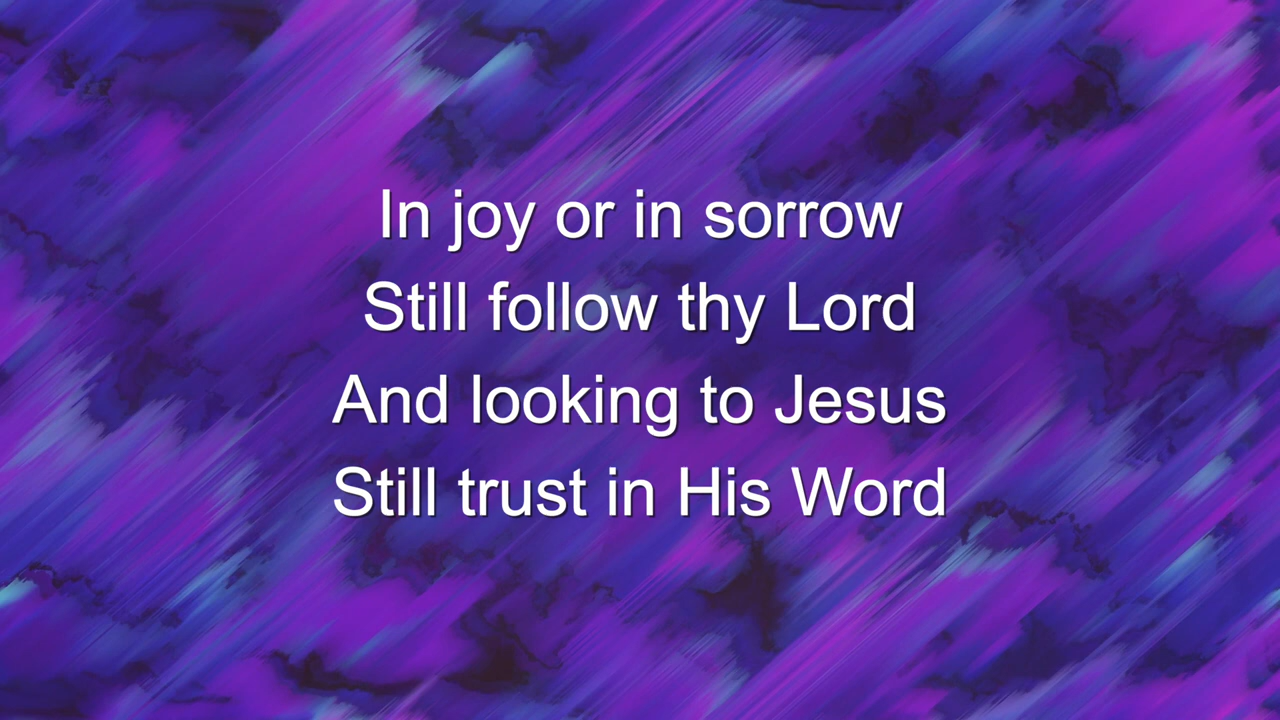 In joy or in sorrow
Still follow thy Lord
And looking to Jesus
Still trust in His Word